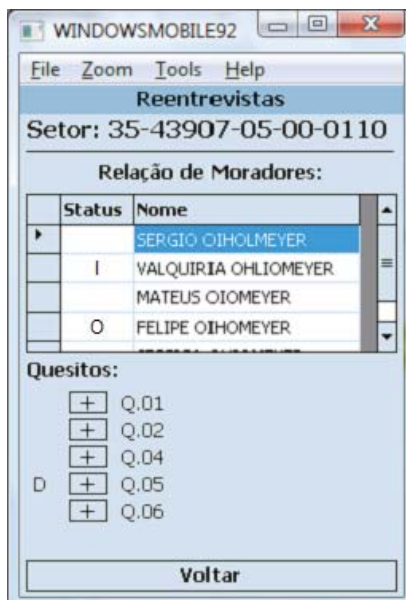 WINDOWSMOBILE92
File Zoom Tools Help
Reentrevistas
Setor: 35-43907-05-00-0110
Relação de Moradores:
Status Nome
SERGIO OIHOLMEYER
I VALQUIRIA OHLIOMEYER
MATEUS OIOMEYER
O FELIPE OIHOMEYER
Quesitos:
+ Q.01
+ Q.02
+ Q.04
D + Q.05
+ Q.06
Voltar